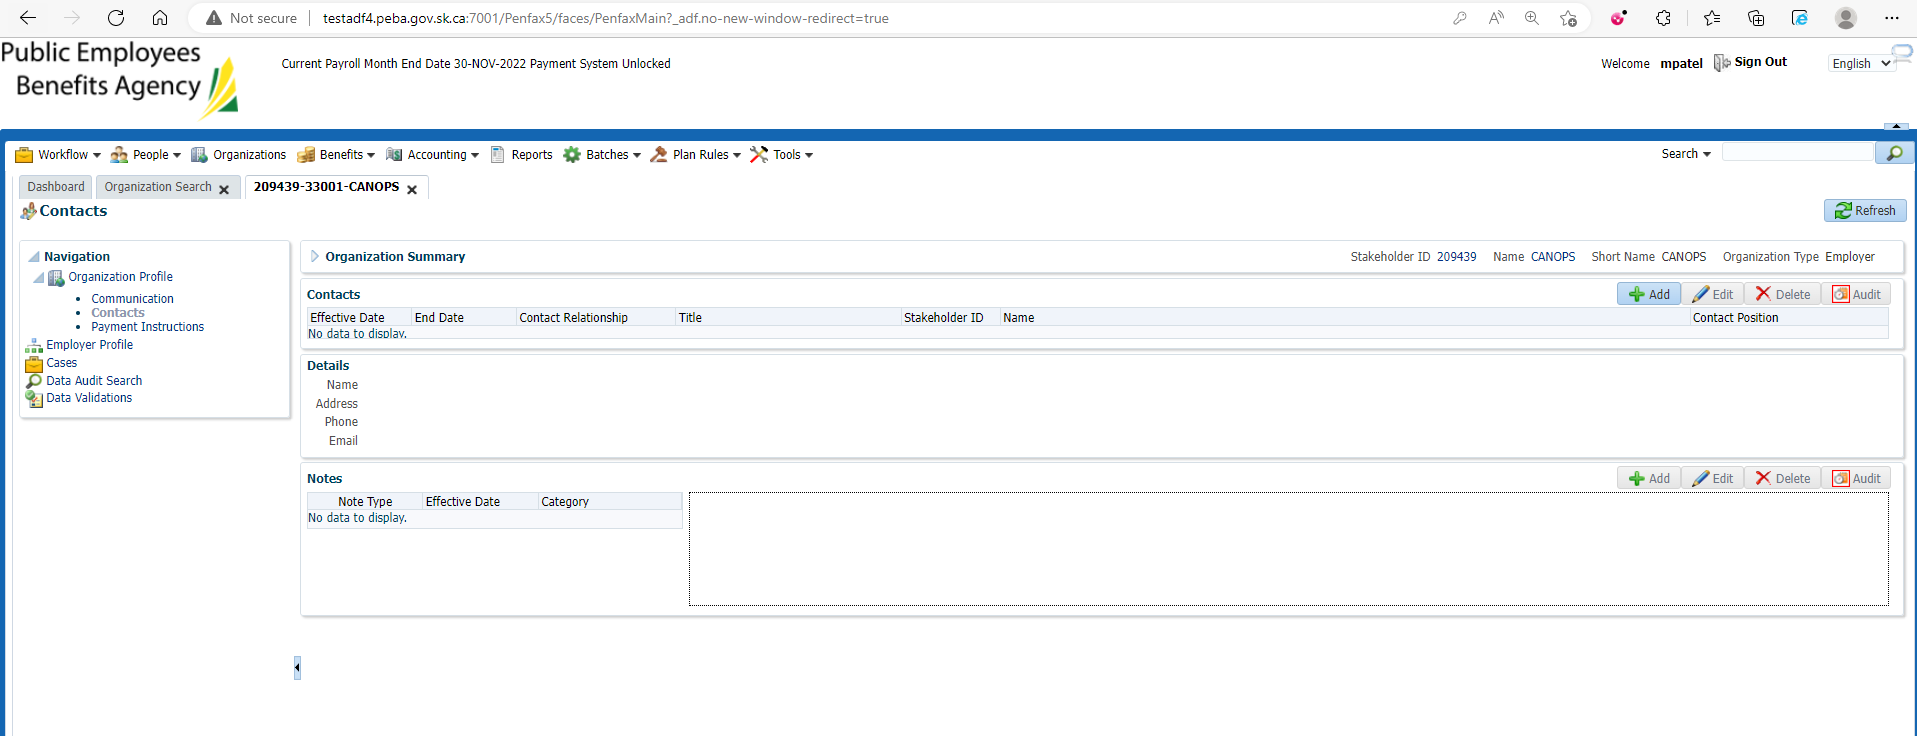 Not secure testadf4.peba.gov.sk.ca:7001/Penfax5/faces/PenfaxMain?_adf.no-new-window-redirect=true
Public Employees
Benefits Agency
Current Payroll Month End Date 30-NOV-2022 Payment System Unlocked
Welcome mpatel Sign Out English
Workflow People Organizations Benefits Accounting Reports Batches Plan Rules Tools Search
Dashboard Organization Search 209439-33001-CANOPS
Contacts
Refresh
Navigation
Organization Profile
Communication
Contacts
Payment Instructions
Employer Profile
Cases
Data Audit Search
Data Validations
Organization Summary Stakeholder ID 209439 Name CANOPS Short Name CANOPS Organization Type Employer
Contacts Add Edit Delete Audit
Effective Date End Date Contact Relationship Title Stakeholder ID Name Contact Position
No data to display.
Details
Name
Address
Phone
Email
Notes Add Edit Delete Audit
Note Type Effective Date Category
No data to display.